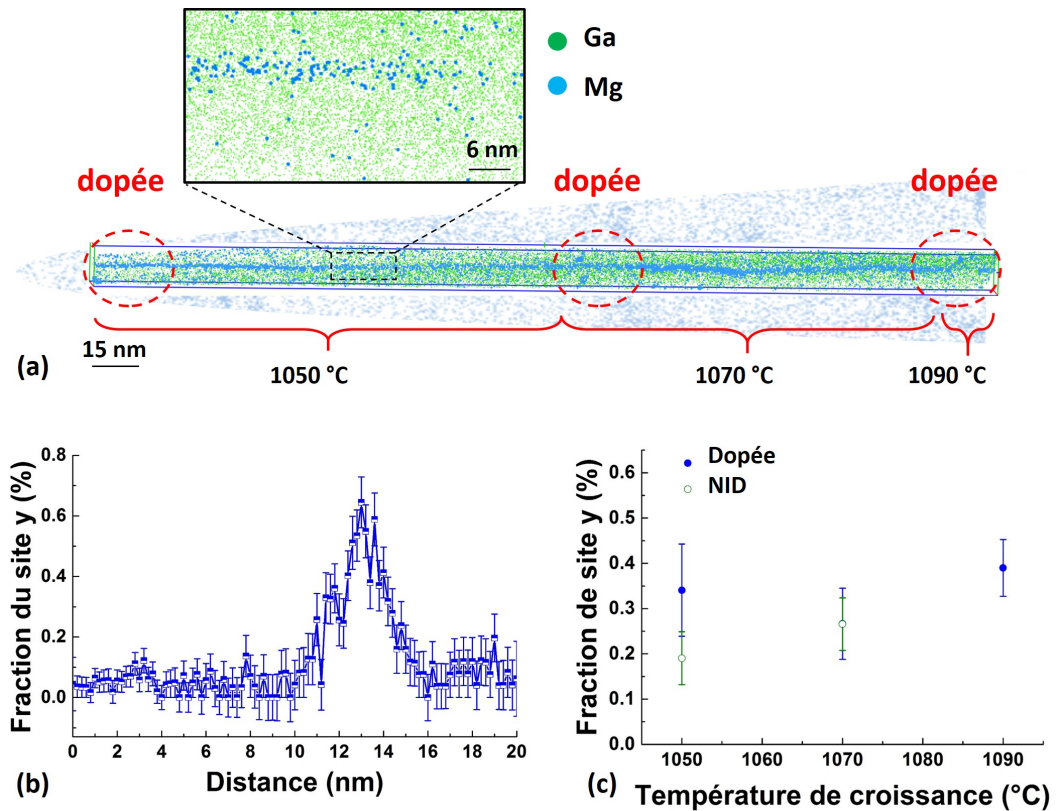 Ga
Mg
6 nm
dopée dopée dopée
(a)
15 nm
1050 °C 1070 °C 1090 °C
Fraction du site y (%)
0.8
0.6
0.4
0.2
0.0
0 2 4 6 8 10 12 14 16 18 20
Distance (nm)
(b)
Fraction de site y (%)
Dopée
NID
0.6
0.5
0.4
0.3
0.2
0.1
0.0
1050 1060 1070 1080 1090
Température de croissance (°C)
(c)